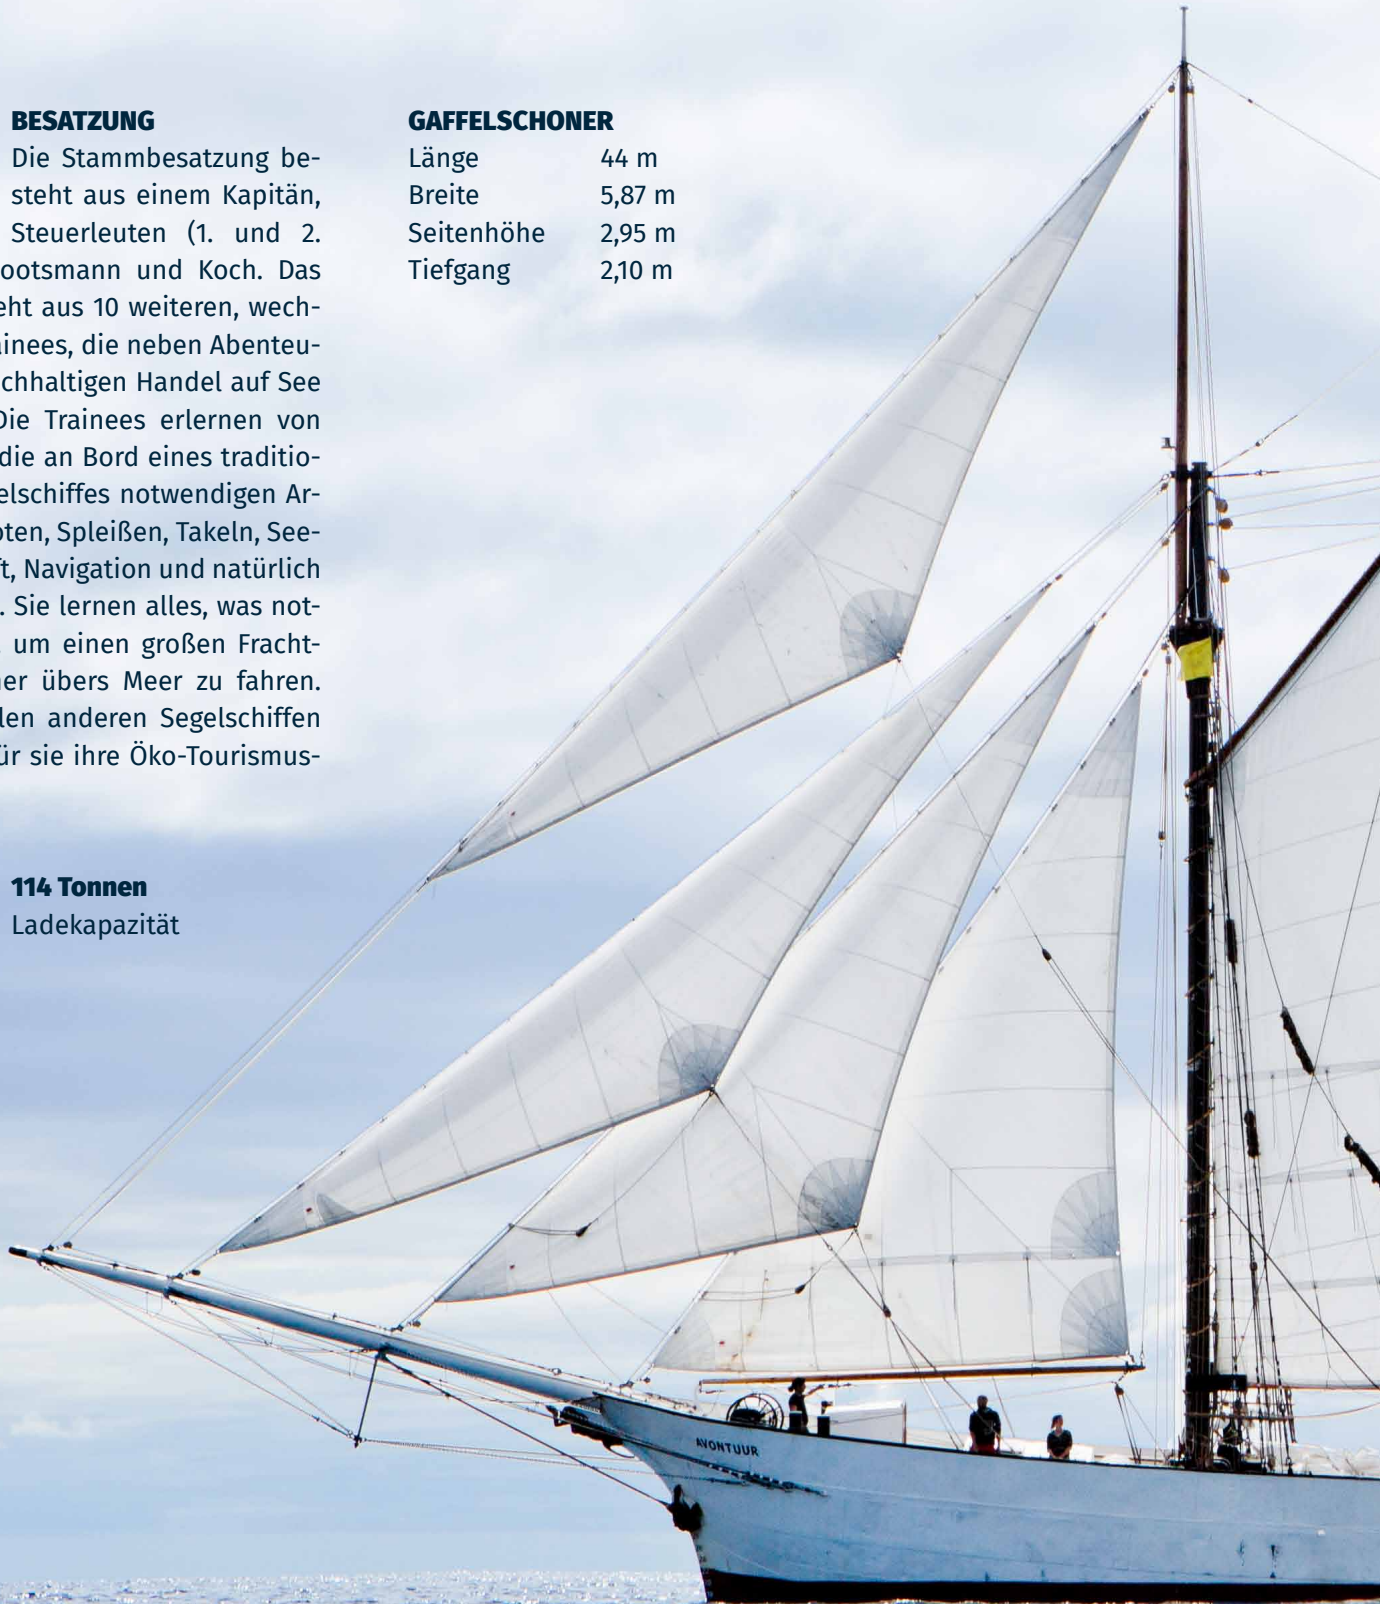 BESATZUNG
Die Stammbesatzung be-
steht aus einem Kapitän,
Steuerleuten (1. und 2.
ootsmann und Koch. Das
eht aus 10 weiteren, wech-
ainees, die neben Abenteu-
chhaltigen Handel auf See
Die Trainees erlernen von
die an Bord eines traditio-
elschiffes notwendigen Ar-
oten, Spleißen, Takeln, See-
ft, Navigation und natürlich
. Sie lernen alles, was not-
um einen großen Fracht-
ner übers Meer zu fahren.
len anderen Segelschiffen
ür sie ihre Öko-Tourismus-
114 Tonnen
Ladekapazität
GAFFELSCHONER
Länge 44 m
Breite 5,87 m
Seitenhöhe 2,95 m
Tiefgang 2,10 m
AVONTUUR